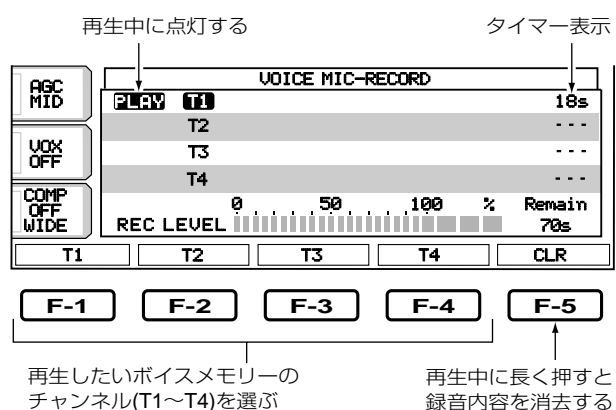 再生中に点灯する タイマー表示
AGC
MID
VOICE MIC-RECORD
PLAY T1 18s
T2 ---
VOX
OFF
T3 ---
T4 ---
COMP
OFF
WIDE
0 50 100 % Remain
REC LEVEL 70s
T1 T2 T3 T4 CLR
F-1 F-2 F-3 F-4 F-5
再生したいボイスメモリーの
チャンネル(T1〜T4)を選ぶ
再生中に長く押すと
録音内容を消去する